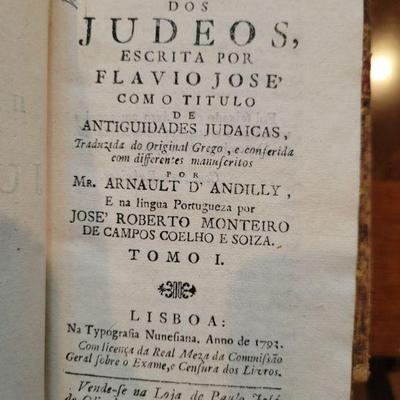 DOS
JUDEOS,
ESCRITA POR
FLAVIO JOSE'
COM O TITULO
DE
ANTIGUIDADES JUDAICAS,
Traduzida do Original Grego, e conferida
com differentes manuscritos
POR
MR. ARNAULT D'ANDILLY,
E na lingua Portugueza por
JOSE' ROBERTO MONTEIRO
DE CAMPOS COELHO E SOIZA.
TOMO I.
LISBOA:
Na Typografia Nunesiana. Anno de 1793.
Com licença da Real Meza da Commissão
Geral sobre o Exame, e Censura dos Livros.
Vende-se na Loja de Paulo José